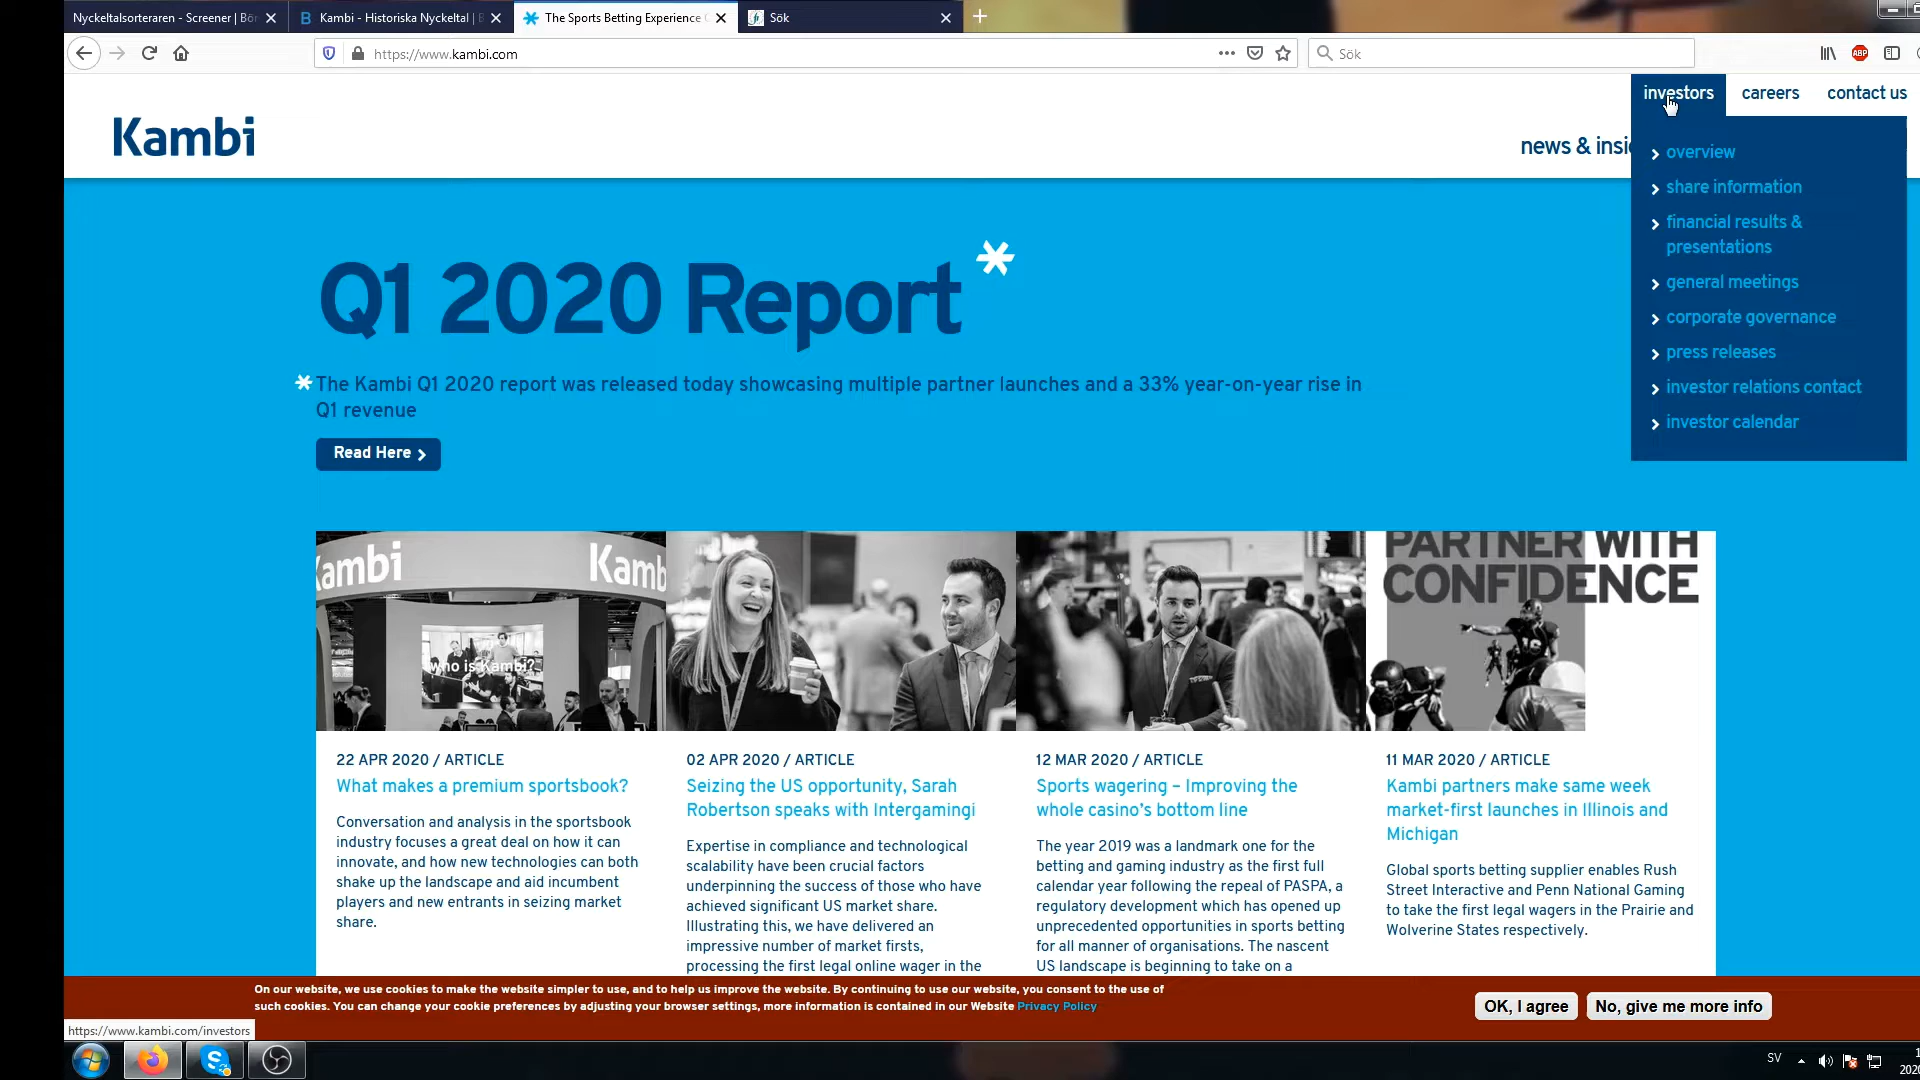 Nyckeltalsorteraren - Screener | Bör
Kambi - Historiska Nyckeltal | B
The Sports Betting Experience C
Sök
https://www.kambi.com
Sök
ABP
investors
careers
contact us
Kambi
news & insi
overview
share information
financial results &
presentations
general meetings
corporate governance
press releases
investor relations contact
investor calendar
Q1 2020 Report
The Kambi Q1 2020 report was released today showcasing multiple partner launches and a 33% year-on-year rise in
Q1 revenue
Read Here
Kambi
Kamb
who is Kambi?
PARTNER WITH
CONFIDENCE
22 APR 2020 / ARTICLE
What makes a premium sportsbook?
Conversation and analysis in the sportsbook
industry focuses a great deal on how it can
innovate, and how new technologies can both
shake up the landscape and aid incumbent
players and new entrants in seizing market
share.
02 APR 2020 / ARTICLE
Seizing the US opportunity, Sarah
Robertson speaks with Intergamingi
Expertise in compliance and technological
scalability have been crucial factors
underpinning the success of those who have
achieved significant US market share.
Illustrating this, we have delivered an
impressive number of market firsts,
processing the first legal online wager in the
12 MAR 2020 / ARTICLE
Sports wagering – Improving the
whole casino's bottom line
The year 2019 was a landmark one for the
betting and gaming industry as the first full
calendar year following the repeal of PASPA, a
regulatory development which has opened up
unprecedented opportunities in sports betting
for all manner of organisations. The nascent
US landscape is beginning to take on a
11 MAR 2020 / ARTICLE
Kambi partners make same week
market-first launches in Illinois and
Michigan
Global sports betting supplier enables Rush
Street Interactive and Penn National Gaming
to take the first legal wagers in the Prairie and
Wolverine States respectively.
On our website, we use cookies to make the website simpler to use, and to help us improve the website. By continuing to use our website, you consent to the use of
such cookies. You can change your cookie preferences by adjusting your browser settings, more information is contained in our Website Privacy Policy
OK, I agree
No, give me more info
https://www.kambi.com/investors
SV
1
2020